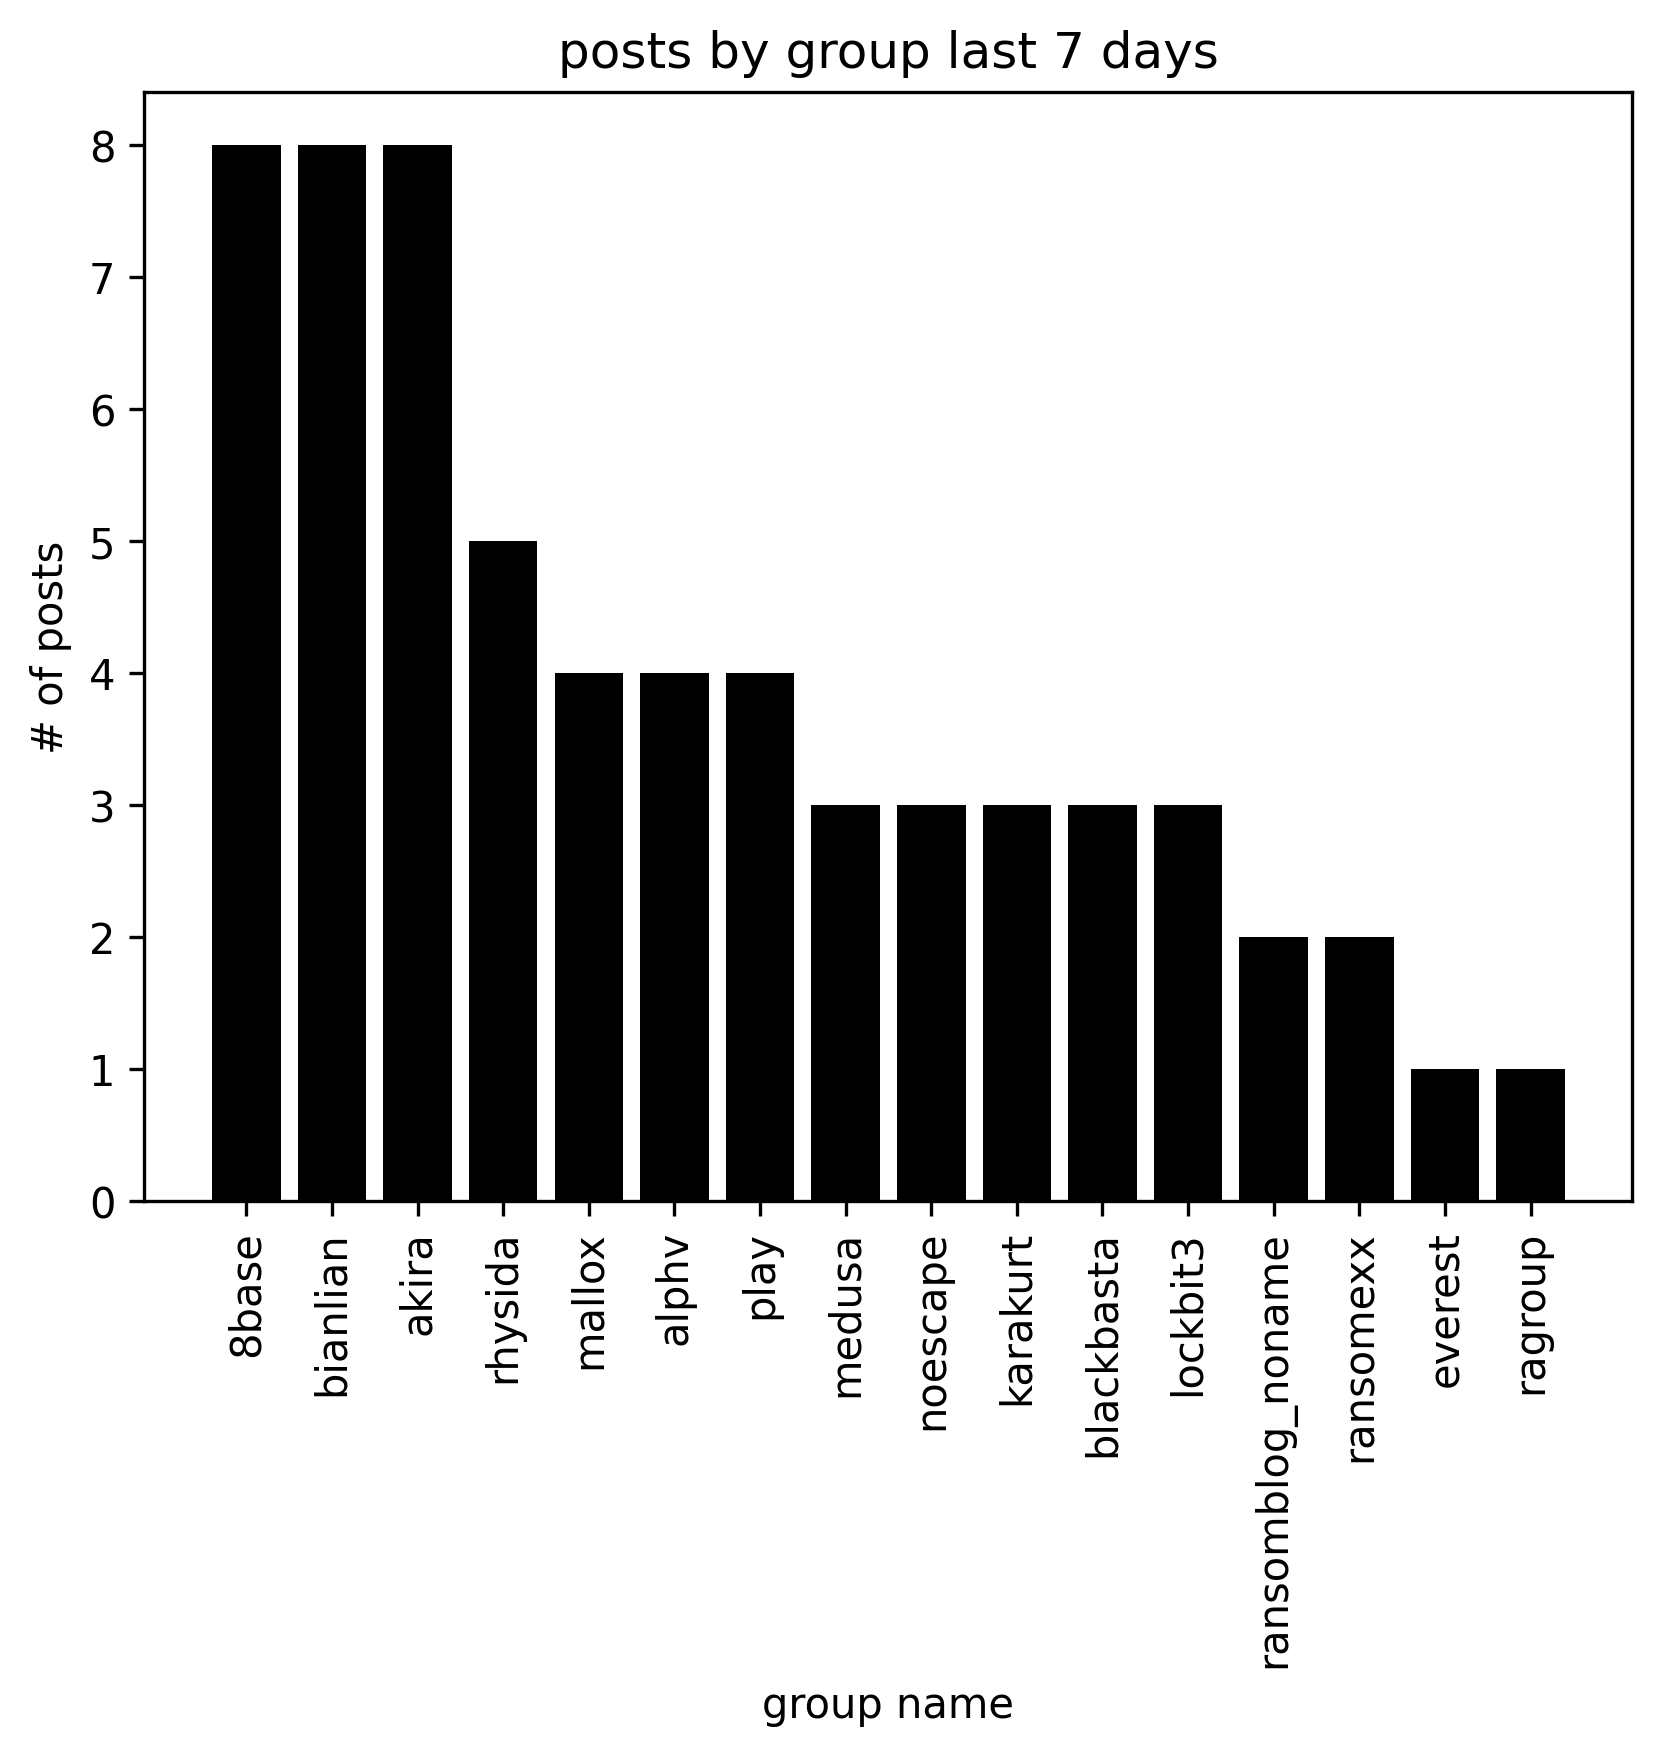 posts by group last 7 days
# of posts
8
7
6
5
4
3
2
1
0
8base
bianlian
akira
rhysida
mallox
alphv
play
medusa
noescape
karakurt
blackbasta
lockbit3
ransomblog_noname
ransomexx
everest
ragroup
group name